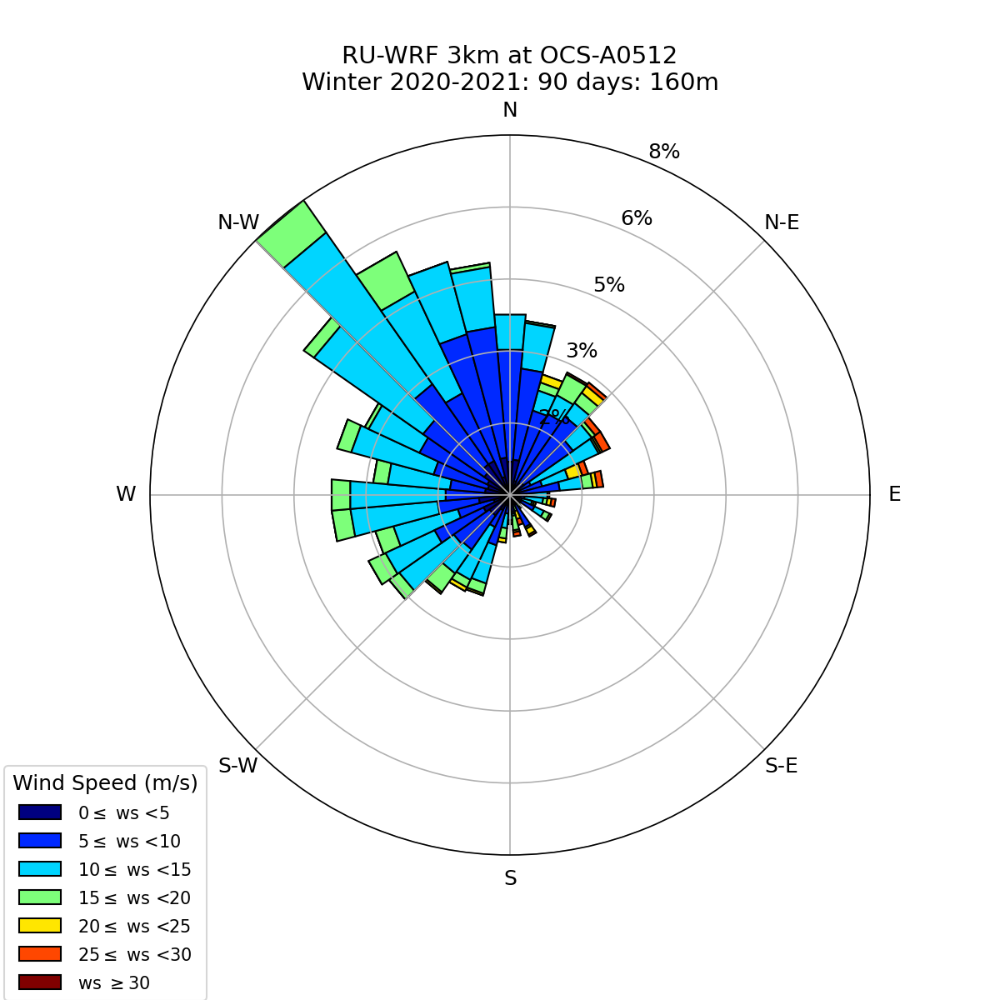 RU-WRF 3km at OCS-A0512
Winter 2020-2021: 90 days: 160m
N
8%
N-W
6%
N-E
5%
3%
2%
W
E
S-W
S-E
S
Wind Speed (m/s)
0≤ ws <5
5≤ ws <10
10≤ ws <15
15≤ ws <20
20≤ ws <25
25≤ ws <30
ws ≥30